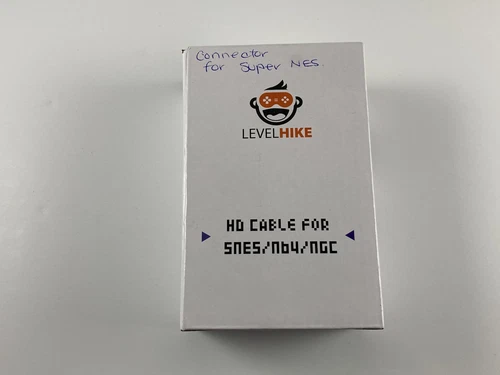 Connector
for Super NES.
LEVELHIKE
HD CABLE FOR
SNES/N64/NGC